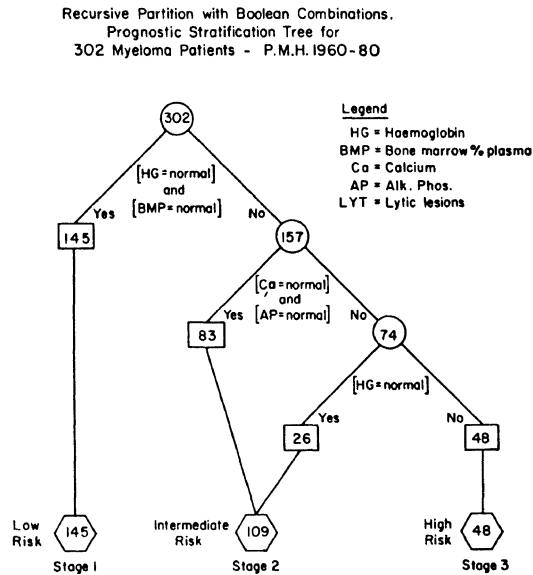 Recursive Partition with Boolean Combinations.
Prognostic Stratification Tree for
302 Myeloma Patients - P.M.H. 1960-80
Legend
HG = Haemoglobin
BMP = Bone marrow % plasma
Ca = Calcium
AP = Alk. Phos.
LYT = Lytic lesions
302
[HG = normal]
and
[BMP = normal]
Yes
No
145
157
[Ca = normal]
and
[AP = normal]
Yes
No
83
74
[HG = normal]
Yes
No
26
48
Low
Risk
145
Stage 1
Intermediate
Risk
109
Stage 2
High
Risk
48
Stage 3